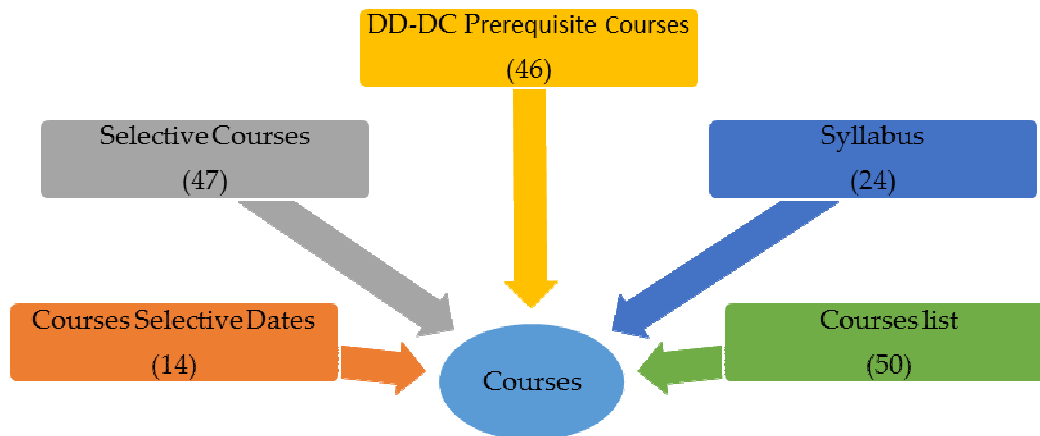 DD-DC Prerequisite Courses
(46)
Selective Courses
(47)
Syllabus
(24)
Courses Selective Dates
(14)
Courses list
(50)
Courses